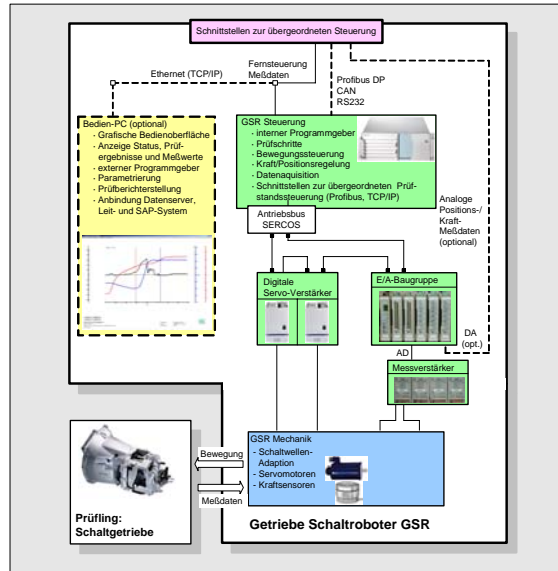 Schnittstellen zur übergeordneten Steuerung
Ethernet (TCP/IP)
Fernsteuerung
Meßdaten
Profibus DP
CAN
RS232
Bedien-PC (optional)
- Grafische Bedienoberfläche
- Anzeige Status, Prüf-
ergebnisse und Meßwerte
- externer Programmgeber
- Parametrierung
- Prüfberichterstellung
- Anbindung Datenserver,
Leit- und SAP-System
GSR Steuerung
- interner Programmgeber
- Prüfschritte
- Bewegungssteuerung
- Kraft/Positionsregelung
- Datenaquisition
- Schnittstellen zur übergeordneten Prüf-
standssteuerung (Profibus, TCP/IP)
Antriebsbus
SERCOS
Analoge
Positions-/
Kraft-
Meßdaten
(optional)
Digitale
Servo-Verstärker
E/A-Baugruppe
DA
(opt.)
AD
Messverstärker
GSR Mechanik
- Schaltwellen-
Adaption
- Servomotoren
- Kraftsensoren
Bewegung
Meßdaten
Prüfling:
Schaltgetriebe
Getriebe Schaltroboter GSR